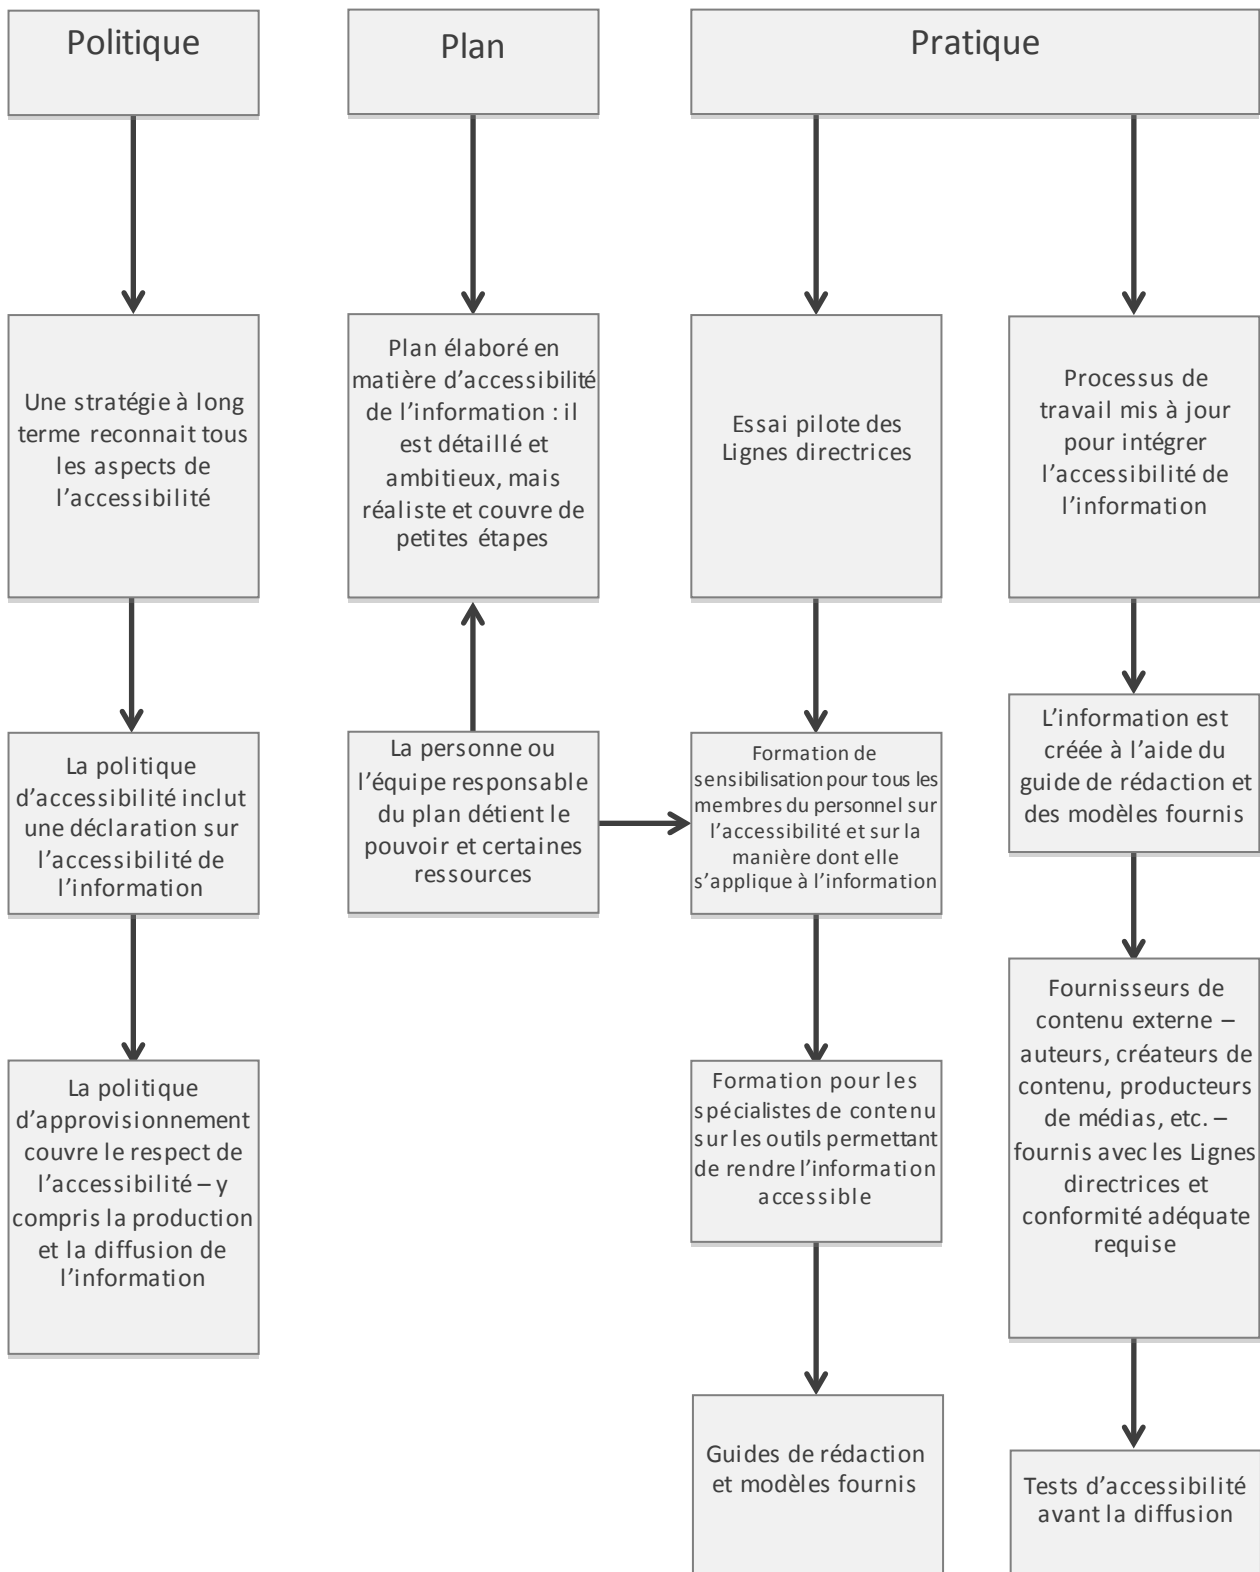 Politique
Plan
Pratique
Une stratégie à long
terme reconnait tous
les aspects de
l'accessibilité
La politique
d'accessibilité inclut
une déclaration sur
l'accessibilité de
l'information
La politique
d'approvisionnement
couvre le respect de
l'accessibilité – y
compris la production
et la diffusion de
l'information
Plan élaboré en
matière d'accessibilité
de l'information : il
est détaillé et
ambitieux, mais
réaliste et couvre de
petites étapes
La personne ou
l'équipe responsable
du plan détient le
pouvoir et certaines
ressources
Essai pilote des
Lignes directrices
Formation de
sensibilisation pour tous les
membres du personnel sur
l'accessibilité et sur la
manière dont elle
s'applique à l'information
Formation pour les
spécialistes de contenu
sur les outils permettant
de rendre l'information
accessible
Guides de rédaction
et modèles fournis
Processus de
travail mis à jour
pour intégrer
l'accessibilité de
l'information
L'information est
créée à l'aide du
guide de rédaction et
des modèles fournis
Fournisseurs de
contenu externe –
auteurs, créateurs de
contenu, producteurs
de médias, etc. –
fournis avec les Lignes
directrices et
conformité adéquate
requise
Tests d'accessibilité
avant la diffusion